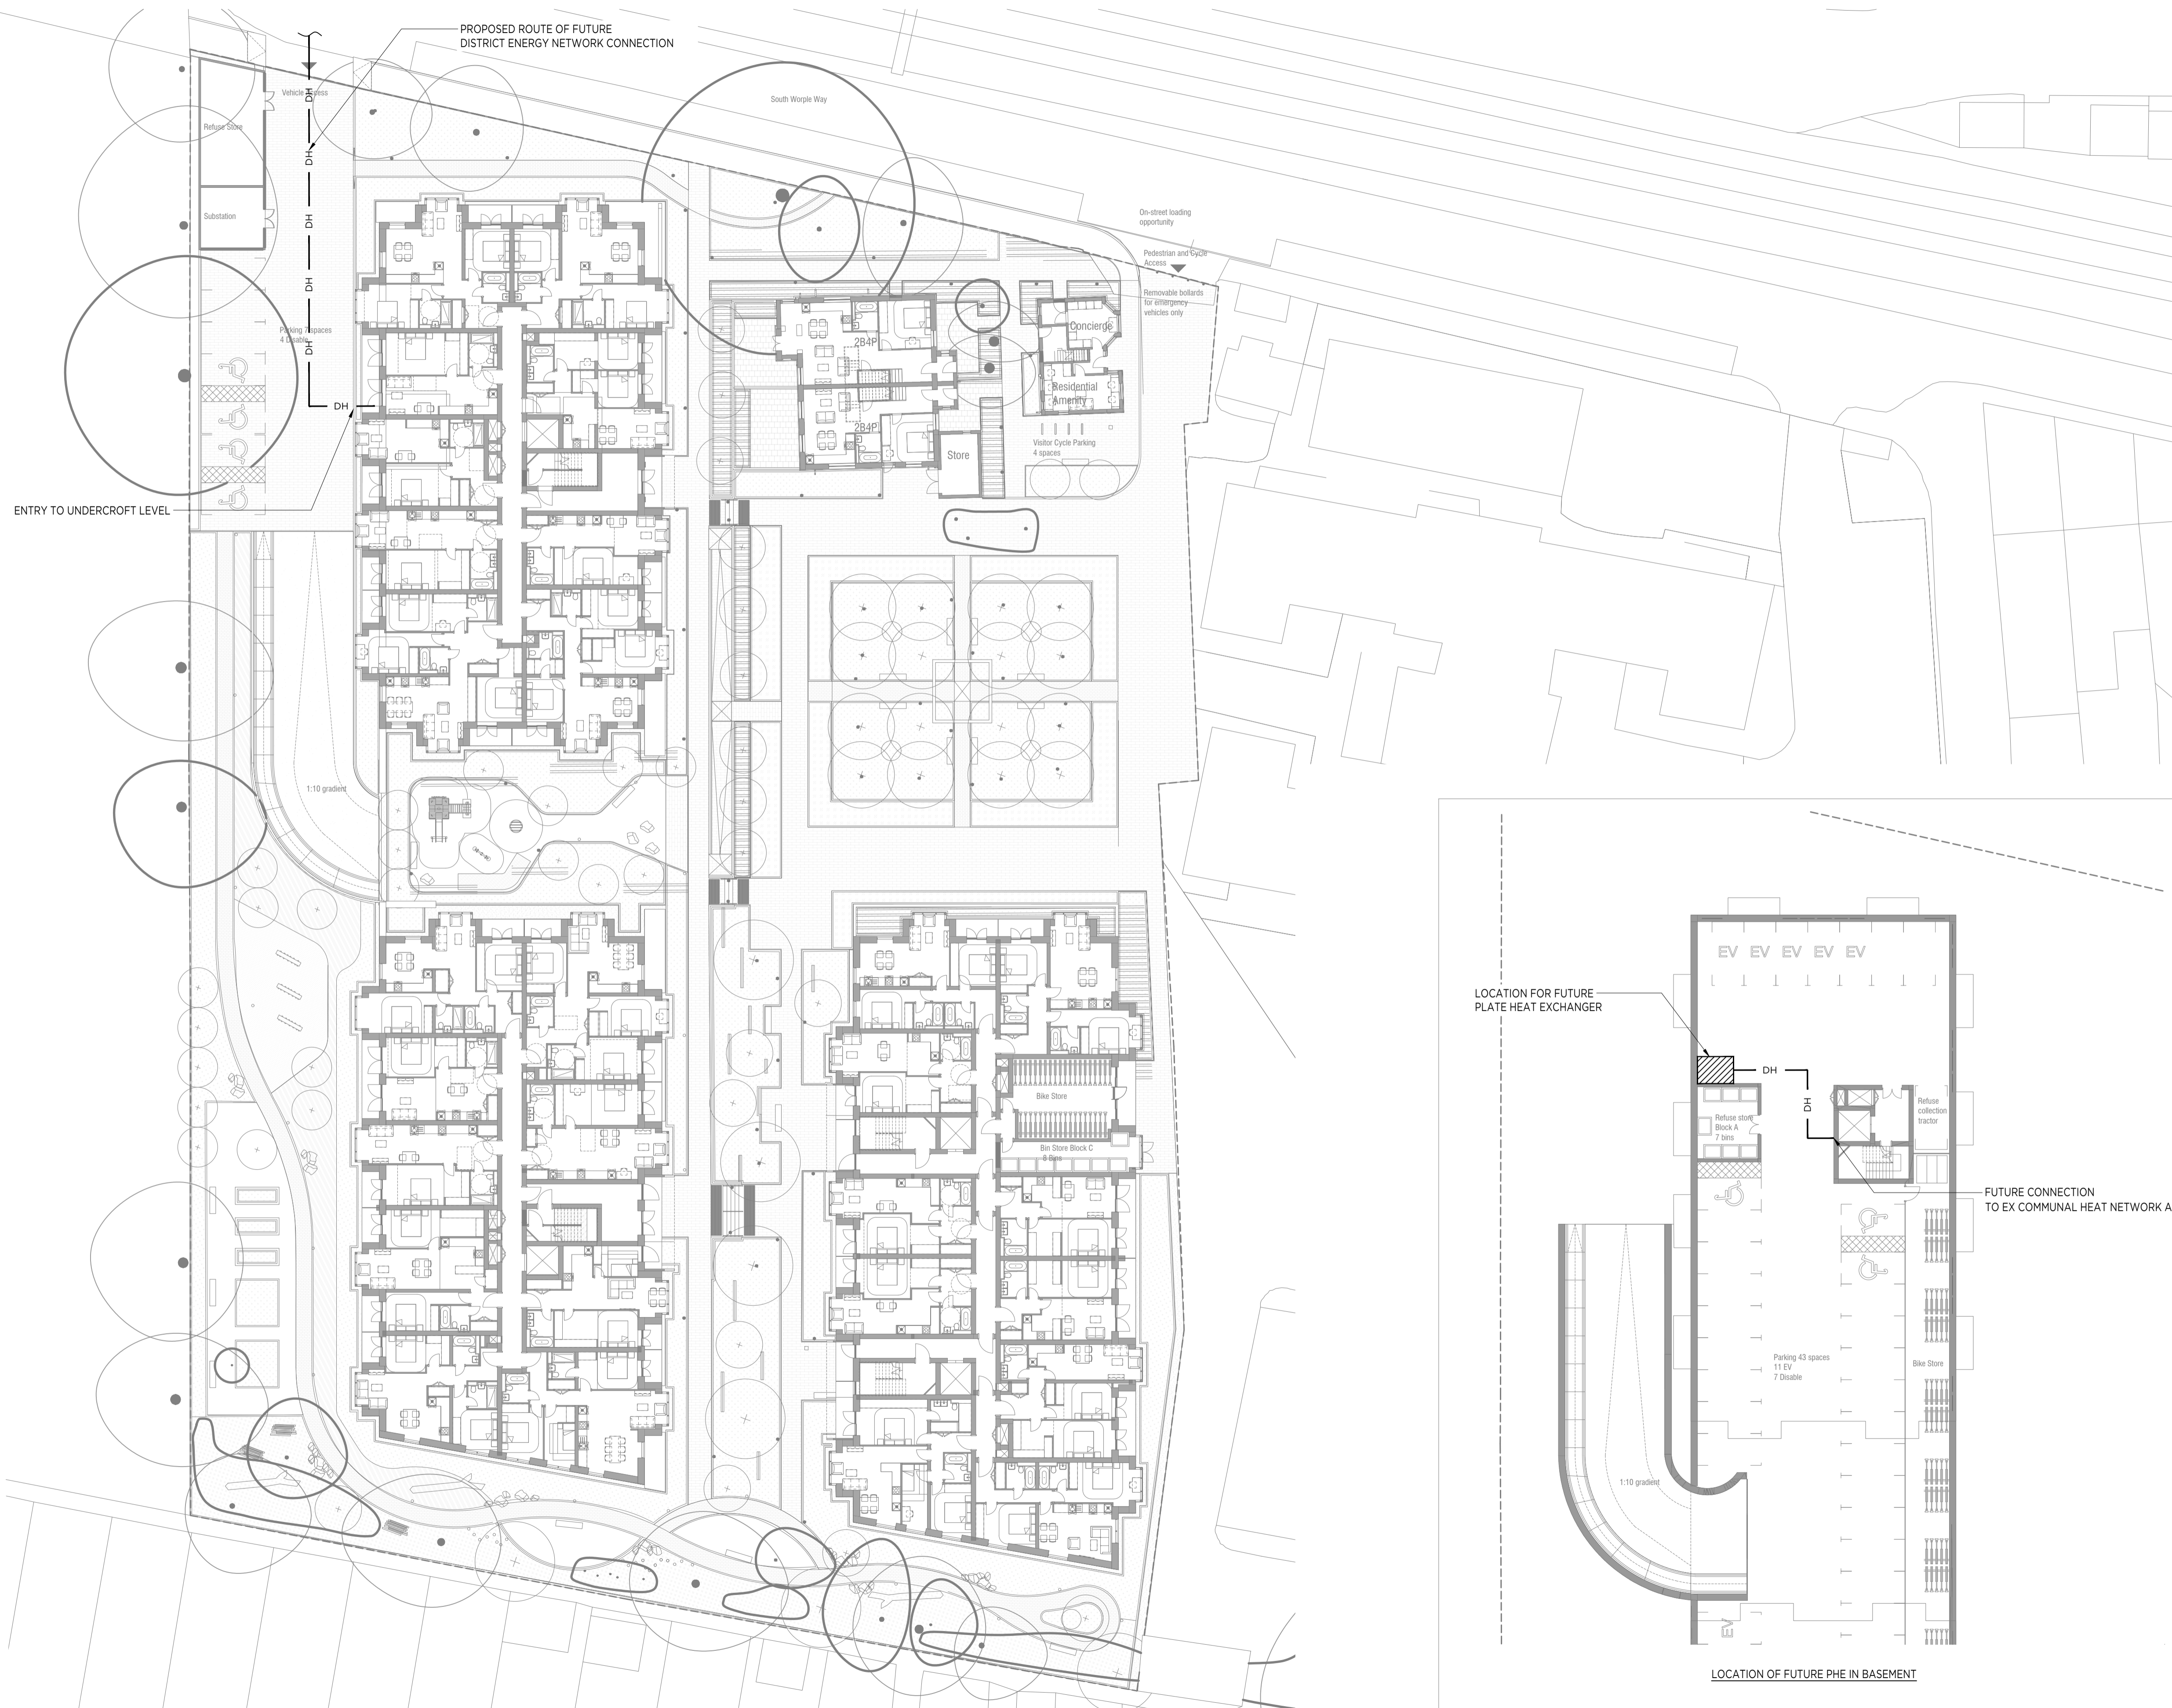 PROPOSED ROUTE OF FUTURE
DISTRICT ENERGY NETWORK CONNECTION
Vehicle
DH
South Worple Way
Refuse Store
DH
Substation
DH
On-street loading
opportunity
Pedestrian and Cycle
Access
DH
Removable bollards
for emergency
vehicles only
Concierge
Parking 7 spaces
4 Disable
DH
2B4P
Residential
Amenity
DH
2B4P
Visitor Cycle Parking
4 spaces
Store
ENTRY TO UNDERCROFT LEVEL
1:10 gradient
Bike Store
Bin Store Block C
8 Bins
EV EV EV EV EV
LOCATION FOR FUTURE
PLATE HEAT EXCHANGER
DH
DH
Refuse store
Block A
7 bins
Refuse
collection
tractor
FUTURE CONNECTION
TO EX COMMUNAL HEAT NETWORK A
Parking 43 spaces
11 EV
7 Disable
Bike Store
1:10 gradient
EV
LOCATION OF FUTURE PHE IN BASEMENT